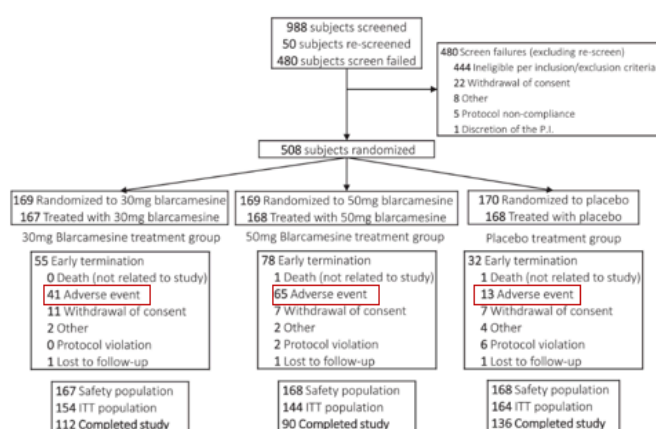 988 subjects screened
50 subjects re-screened
480 subjects screen failed
480 Screen failures (excluding re-screen)
444 Ineligible per inclusion/exclusion criteria
22 Withdrawal of consent
8 Other
5 Protocol non-compliance
1 Discretion of the P.I.
508 subjects randomized
169 Randomized to 30mg blarcamesine
167 Treated with 30mg blarcamesine
30mg Blarcamesine treatment group
55 Early termination
0 Death (not related to study)
41 Adverse event
11 Withdrawal of consent
2 Other
0 Protocol violation
1 Lost to follow-up
167 Safety population
154 ITT population
112 Completed study
169 Randomized to 50mg blarcamesine
168 Treated with 50mg blarcamesine
50mg Blarcamesine treatment group
78 Early termination
1 Death (not related to study)
65 Adverse event
7 Withdrawal of consent
2 Other
2 Protocol violation
1 Lost to follow-up
168 Safety population
144 ITT population
90 Completed study
170 Randomized to placebo
168 Treated with placebo
Placebo treatment group
32 Early termination
1 Death (not related to study)
13 Adverse event
7 Withdrawal of consent
4 Other
6 Protocol violation
1 Lost to follow-up
168 Safety population
164 ITT population
136 Completed study